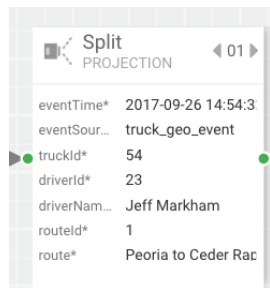 Split
PROJECTION
01
eventTime* 2017-09-26 14:54:3
eventSour... truck_geo_event
truckId* 54
driverId* 23
driverNam... Jeff Markham
routeId* 1
route* Peoria to Ceder Rap